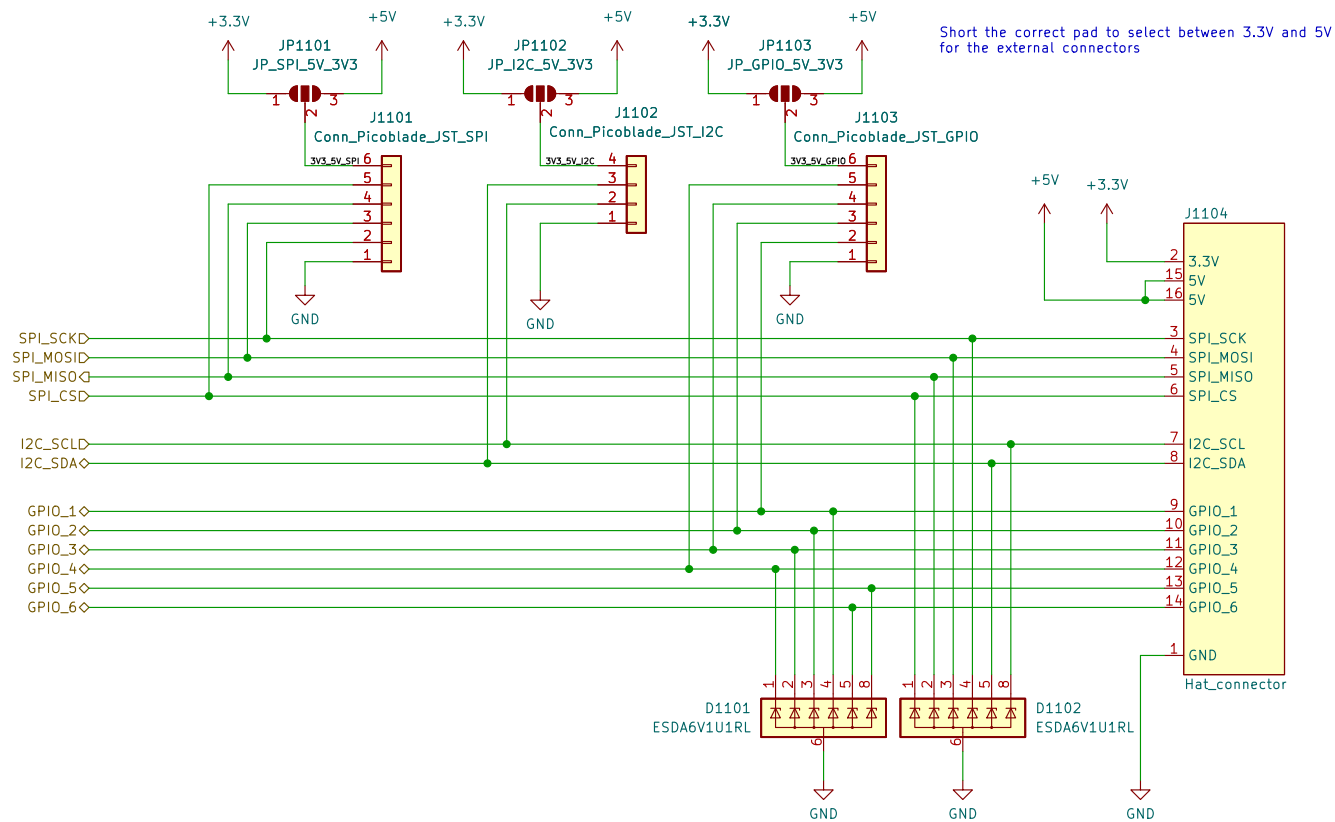 +3.3V
+5V
JP1101
JP_SPI_5V_3V3
1
2
3
+3.3V
+5V
JP1102
JP_I2C_5V_3V3
1
2
3
+3.3V
+5V
JP1103
JP_GPIO_5V_3V3
1
2
3
Short the correct pad to select between 3.3V and 5V
for the external connectors
J1101
Conn_Picoblade_JST_SPI
3V3_5V_SPI
6
5
4
3
2
1
GND
J1102
Conn_Picoblade_JST_I2C
3V3_5V_I2C
4
3
2
1
GND
J1103
Conn_Picoblade_JST_GPIO
3V3_5V_GPIO
6
5
4
3
2
1
GND
+5V
+3.3V
J1104
2 3.3V
15 5V
16 5V
3 SPI_SCK
4 SPI_MOSI
5 SPI_MISO
6 SPI_CS
7 I2C_SCL
8 I2C_SDA
9 GPIO_1
10 GPIO_2
11 GPIO_3
12 GPIO_4
13 GPIO_5
14 GPIO_6
1 GND
Hat_connector
SPI_SCK
SPI_MOSI
SPI_MISO
SPI_CS
I2C_SCL
I2C_SDA
GPIO_1
GPIO_2
GPIO_3
GPIO_4
GPIO_5
GPIO_6
1 2 3 4 5 8
D1101
ESDA6V1U1RL
6
GND
1 2 3 4 5 8
D1102
ESDA6V1U1RL
6
GND
GND